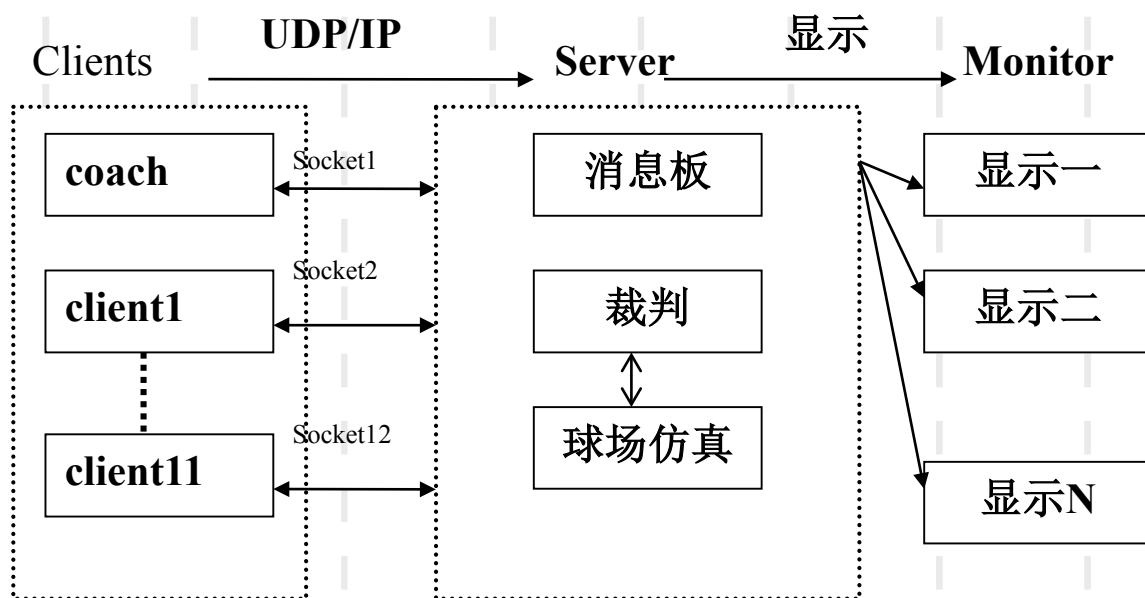 UDP/IP
显示
Clients
Server
Monitor
coach
Socket1
消息板
显示一
Socket2
client1
裁判
显示二
Socket12
client11
球场仿真
显示N